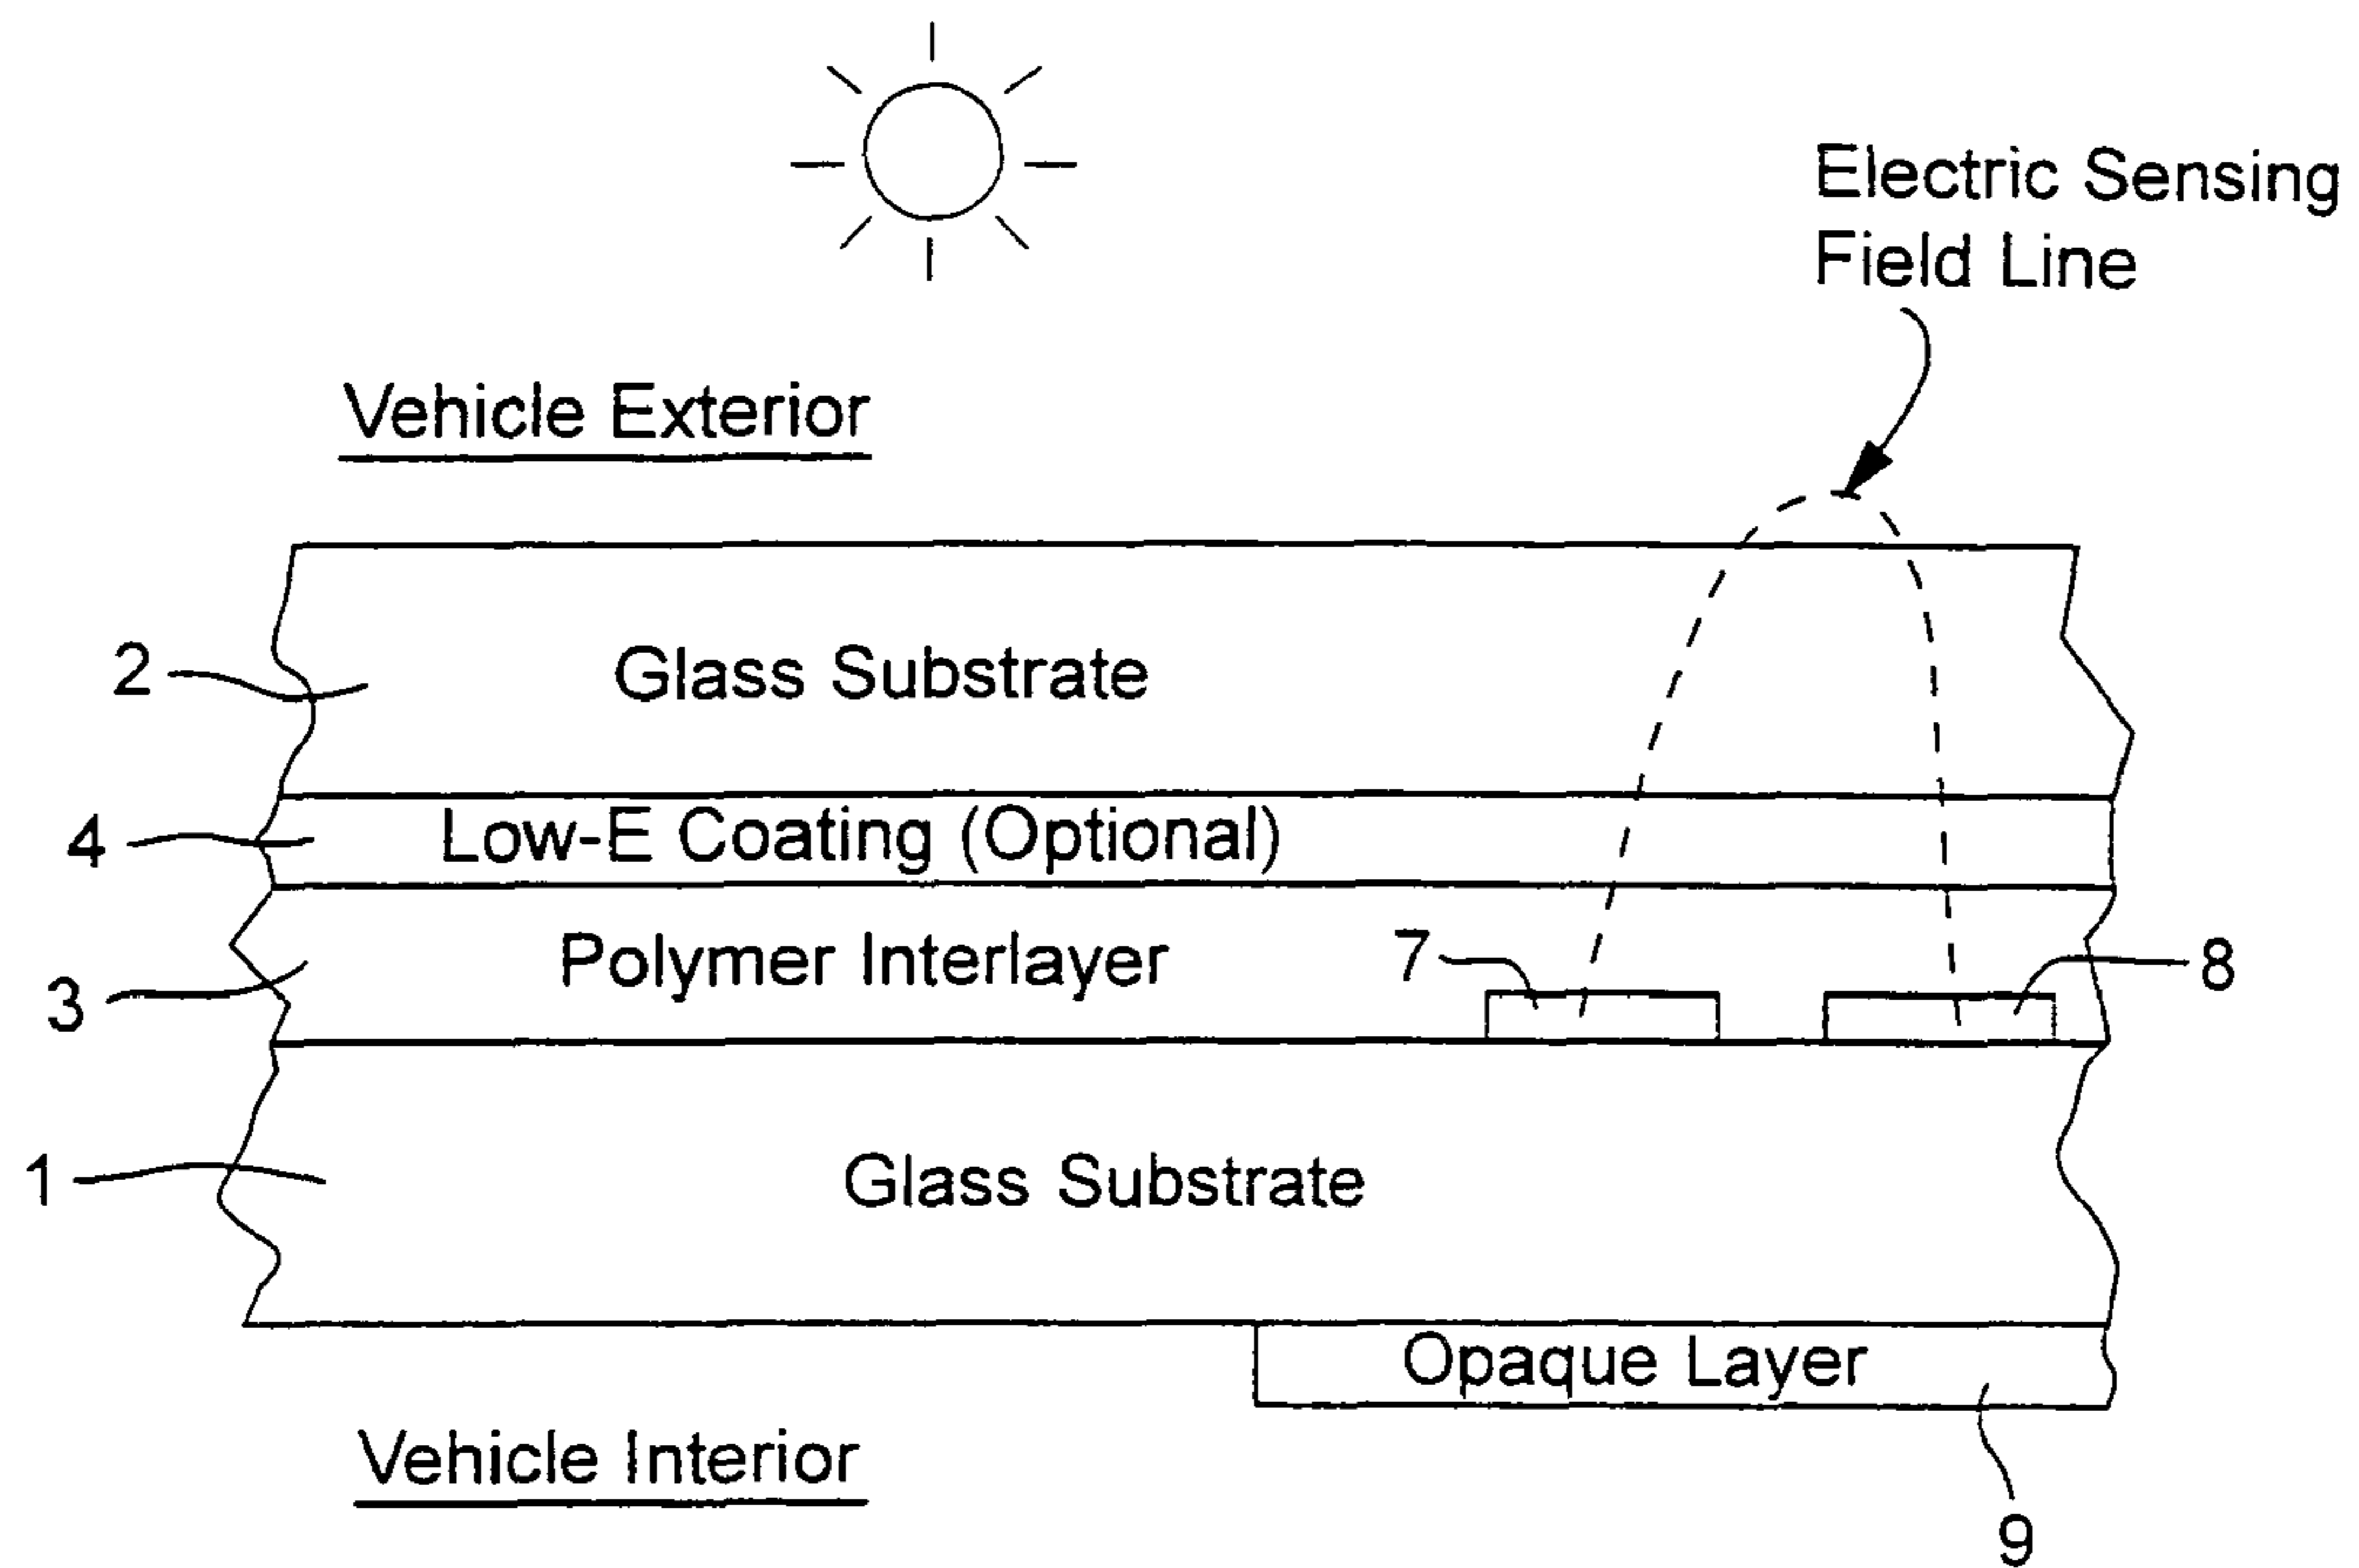 Electric Sensing
Field Line
Vehicle Exterior
2
Glass Substrate
4
Low-E Coating (Optional)
3
Polymer Interlayer
7
8
1
Glass Substrate
Opaque Layer
Vehicle Interior
9